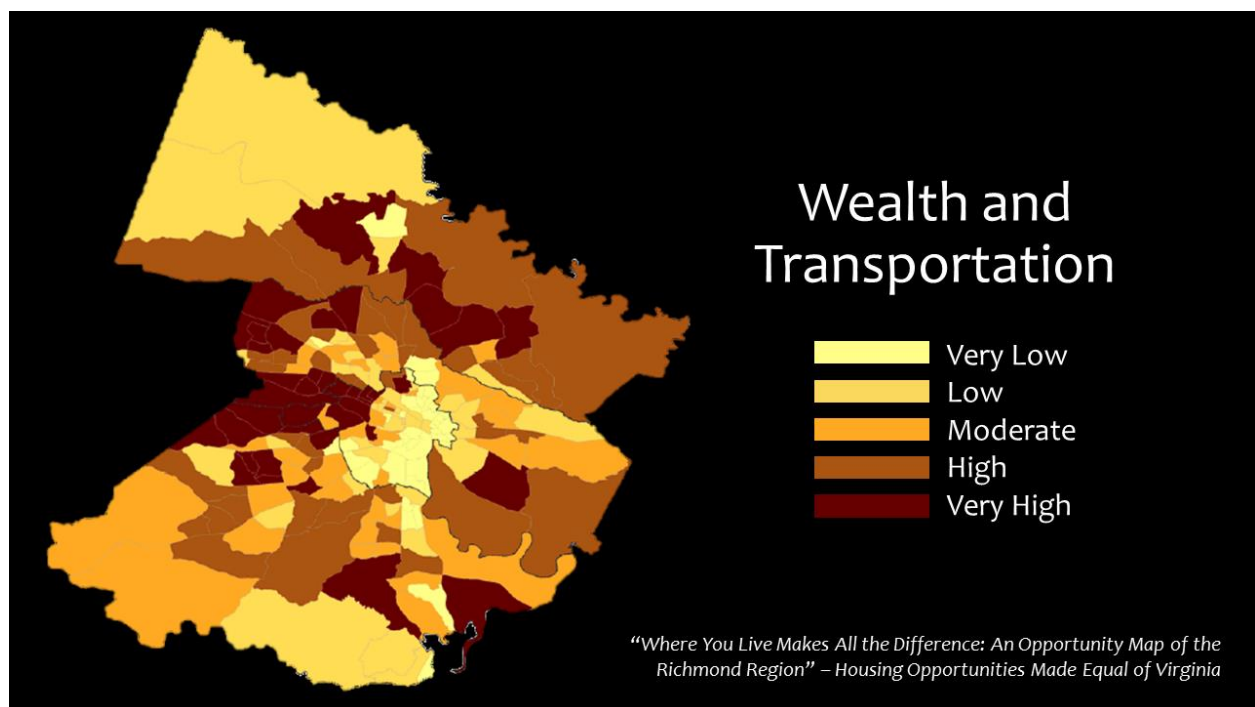 Wealth and
Transportation
Very Low
Low
Moderate
High
Very High
“Where You Live Makes All the Difference: An Opportunity Map of the
Richmond Region” – Housing Opportunities Made Equal of Virginia